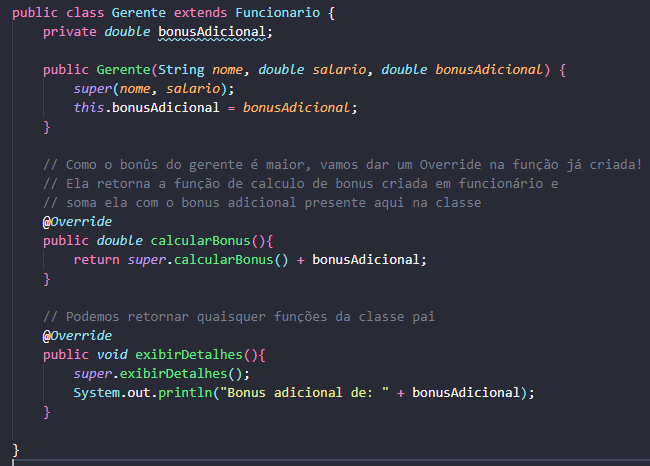 public class Gerente extends Funcionario {
    private double bonusAdicional;

    public Gerente(String nome, double salario, double bonusAdicional) {
        super(nome, salario);
        this.bonusAdicional = bonusAdicional;
    }

    // Como o bonûs do gerente é maior, vamos dar um Override na função já criada!
    // Ela retorna a função de calculo de bonus criada em funcionário e
    // soma ela com o bonus adicional presente aqui na classe
    @Override
    public double calcularBonus(){
        return super.calcularBonus() + bonusAdicional;
    }

    // Podemos retornar quaisquer funções da classe pai
    @Override
    public void exibirDetalhes(){
        super.exibirDetalhes();
        System.out.println("Bonus adicional de: " + bonusAdicional);
    }

}